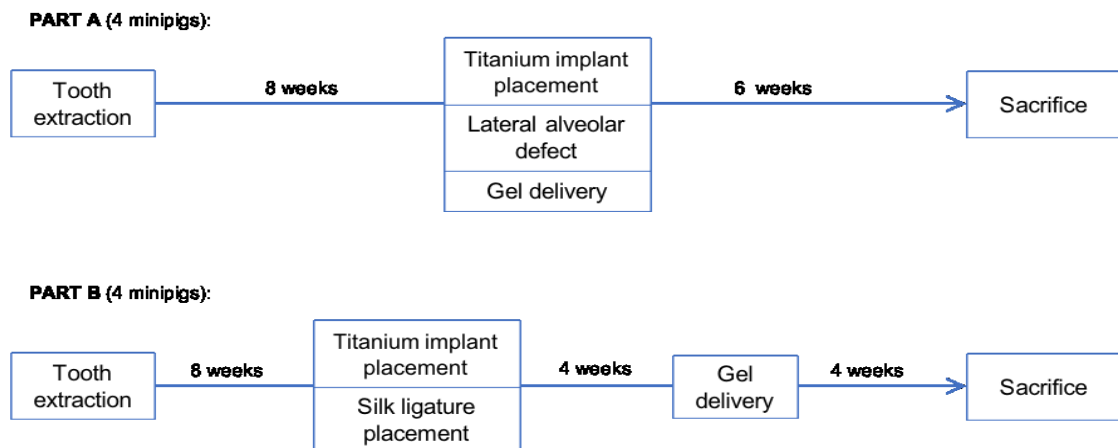 PART A (4 minipigs):
Tooth
extraction
8 weeks
Titanium implant
placement
Lateral alveolar
defect
Gel delivery
6 weeks
Sacrifice
PART B (4 minipigs):
Tooth
extraction
8 weeks
Titanium implant
placement
Silk ligature
placement
4 weeks
Gel
delivery
4 weeks
Sacrifice